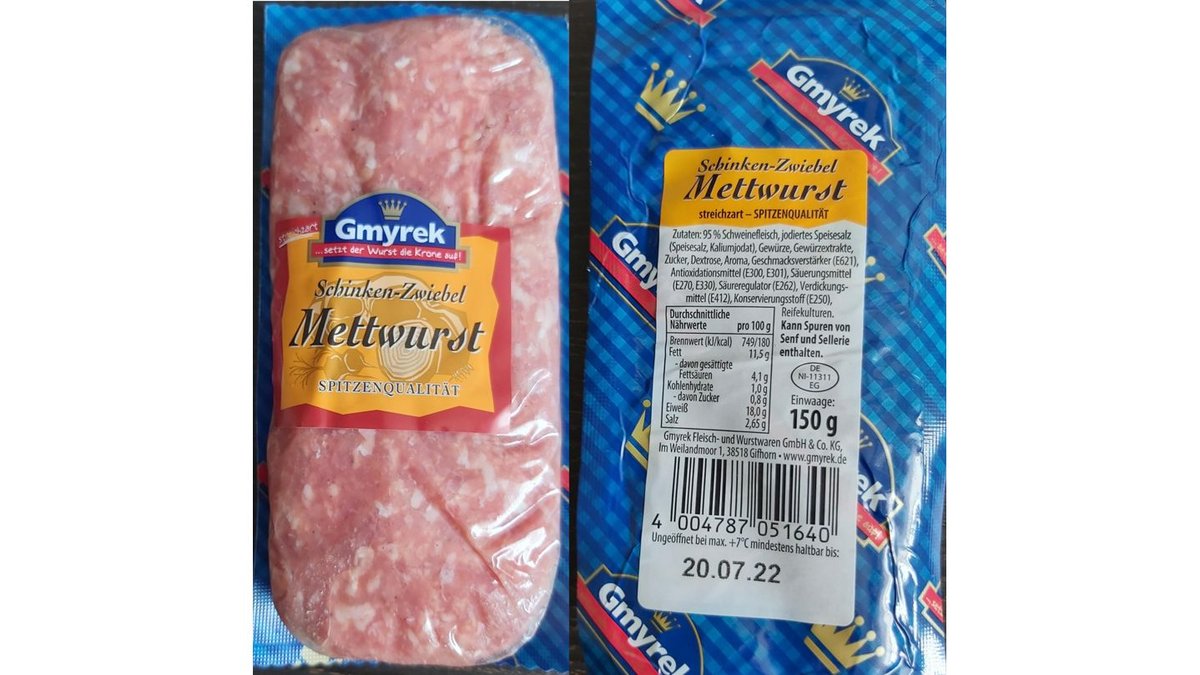 streichzart
Gmyrek
...setzt der Wurst die Krone auf!
Schinken-Zwiebel
Mettwurst
SPITZENQUALITÄT
Gmyrek
Schinken-Zwiebel
Mettwurst
streichzart – SPITZENQUALITÄT
Zutaten: 95 % Schweinefleisch, jodiertes Speisesalz
(Speisesalz, Kaliumjodat), Gewürze, Gewürzextrakte,
Zucker, Dextrose, Aroma, Geschmacksverstärker (E621),
Antioxidationsmittel (E300, E301), Säuerungsmittel
(E270, E330), Säureregulator (E262), Verdickungs-
mittel (E412), Konservierungsstoff (E250),
Reifekulturen.
Kann Spuren von
Senf und Sellerie
enthalten.
Durchschnittliche
Nährwerte pro 100 g
Brennwert (kJ/kcal) 749/180
Fett 11,5 g
- davon gesättigte
Fettsäuren 4,1 g
Kohlenhydrate 1,0 g
- davon Zucker 0,8 g
Eiweiß 18,0 g
Salz 2,65 g
DE
NI-11311
EG
Einwaage:
150 g
Gmyrek Fleisch- und Wurstwaren GmbH & Co. KG,
Im Weilandmoor 1, 38518 Gifhorn • www.gmyrek.de
4 004787 051640
Ungeöffnet bei max. +7°C mindestens haltbar bis:
20.07.22
Gmyrek